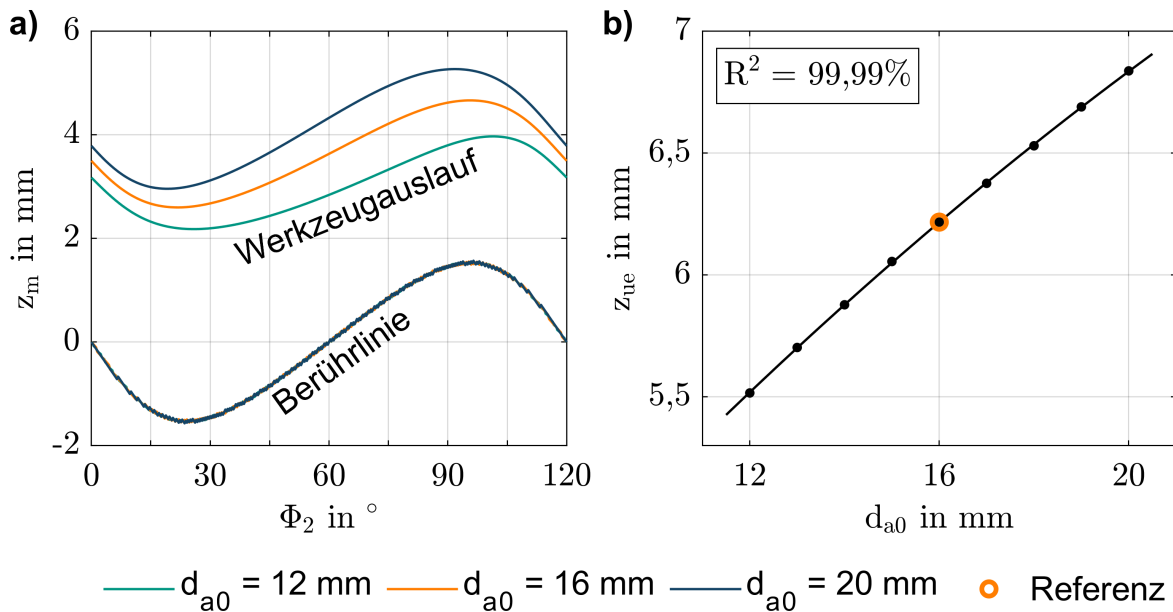 a)
6
4
2
0
-2
z_m in mm
Werkzeugauslauf
Berührlinie
0 30 60 90 120
Φ_2 in °
b)
7
6,5
6
5,5
z_ue in mm
R² = 99,99%
12 16 20
d_a0 in mm
d_a0 = 12 mm d_a0 = 16 mm d_a0 = 20 mm Referenz